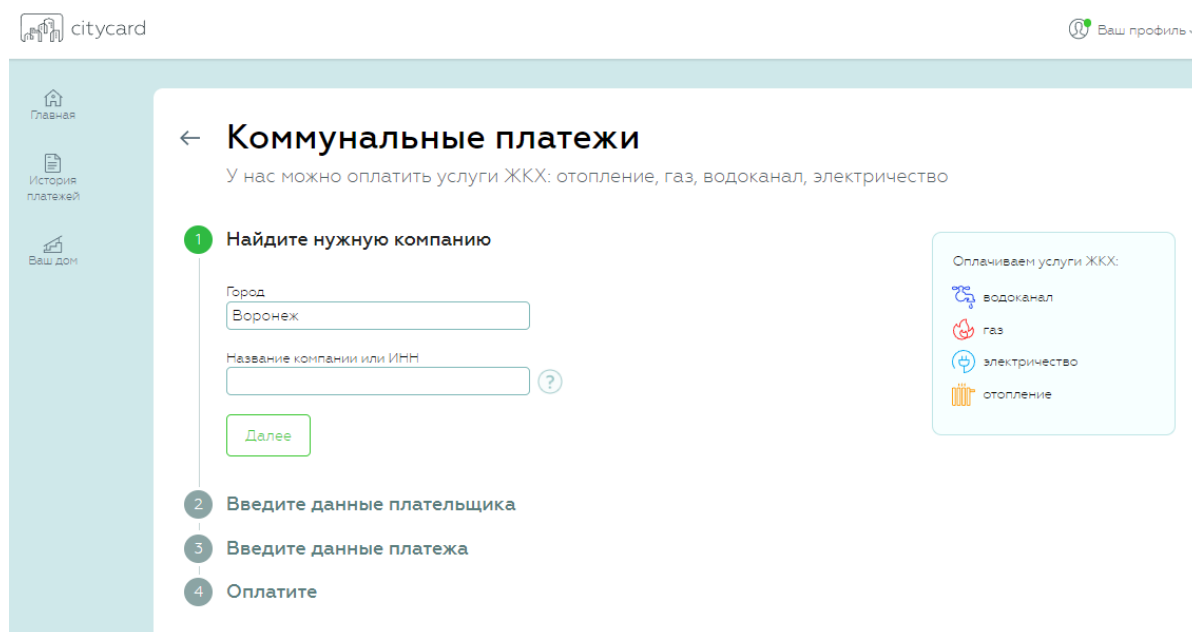 citycard
Ваш профиль
Главная
История
платежей
Ваш дом
Коммунальные платежи
У нас можно оплатить услуги ЖКХ: отопление, газ, водоканал, электричество
1 Найдите нужную компанию
Город
Воронеж
Название компании или ИНН
?
Далее
2 Введите данные плательщика
3 Введите данные платежа
4 Оплатите
Оплачиваем услуги ЖКХ:
водоканал
газ
электричество
отопление